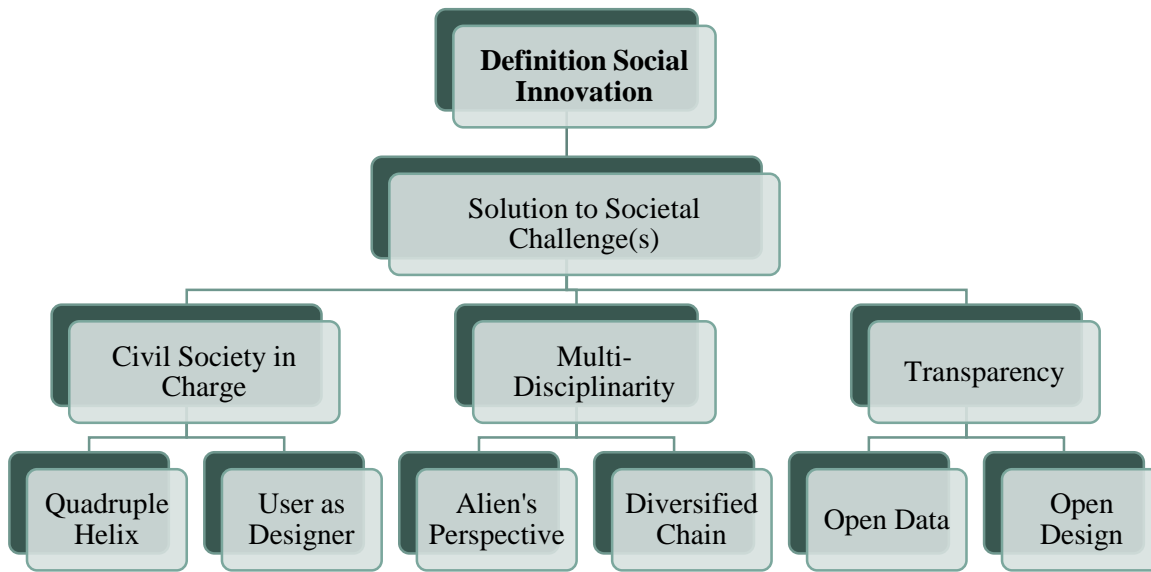 Definition Social
Innovation
Solution to Societal
Challenge(s)
Civil Society in
Charge
Multi-
Disciplinarity
Transparency
Quadruple
Helix
User as
Designer
Alien's
Perspective
Diversified
Chain
Open Data
Open
Design